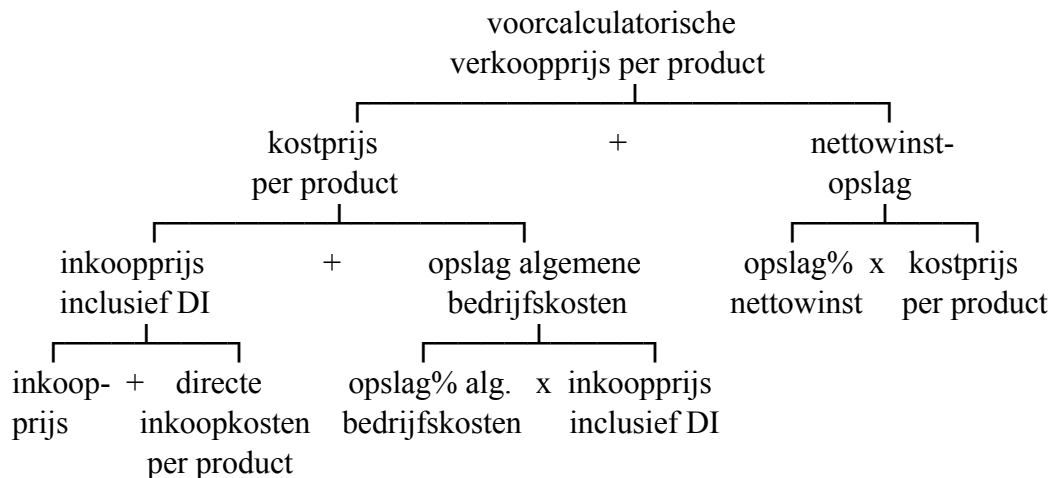 voorcalculatorische
verkoopprijs per product
kostprijs + nettowinst-
per product opslag
inkoopprijs + opslag algemene opslag% x kostprijs
inclusief DI bedrijfskosten nettowinst per product
inkoop- + directe opslag% alg. x inkoopprijs
prijs inkoopkosten bedrijfskosten inclusief DI
per product